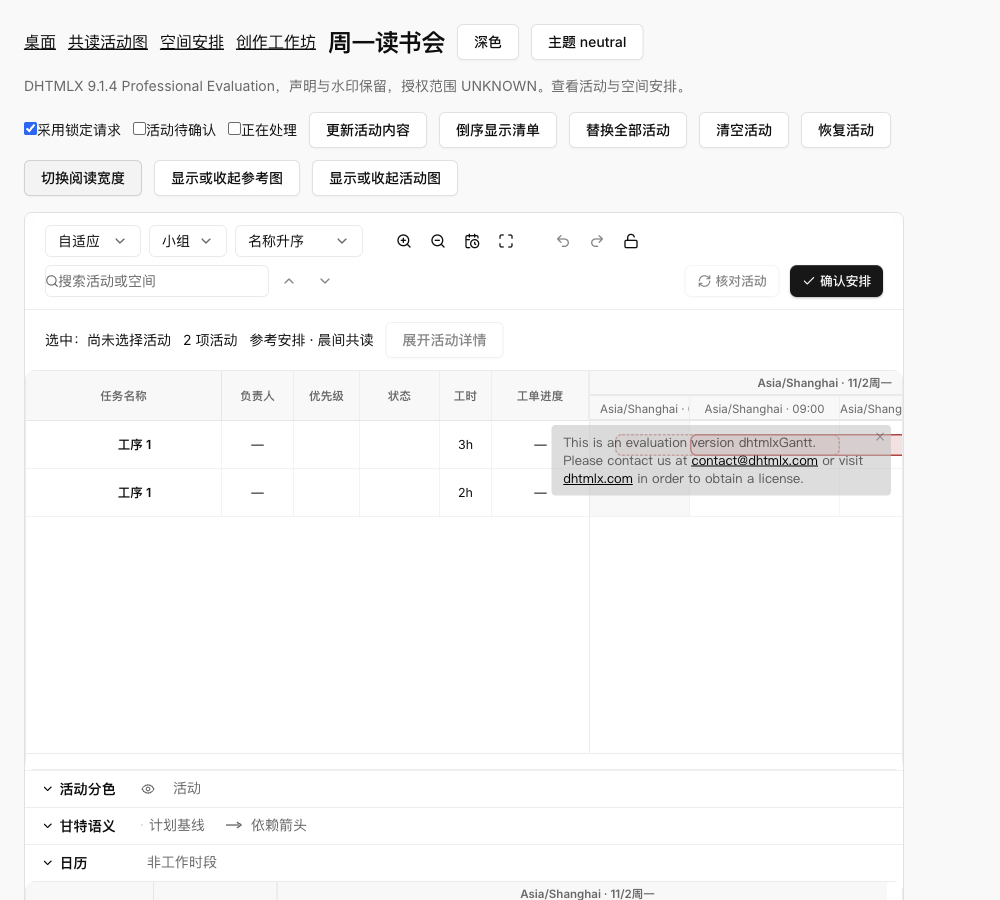 桌面 共读活动图 空间安排 创作工作坊 周一读书会 深色 主题 neutral
DHTMLX 9.1.4 Professional Evaluation，声明与水印保留，授权范围 UNKNOWN。查看活动与空间安排。
采用锁定请求 活动待确认 正在处理 更新活动内容 倒序显示清单 替换全部活动 清空活动 恢复活动
切换阅读宽度 显示或收起参考图 显示或收起活动图
自适应 小组 名称升序
搜索活动或空间 核对活动 确认安排
选中：尚未选择活动 2 项活动 参考安排 · 晨间共读 展开活动详情
任务名称 负责人 优先级 状态 工时 工单进度 Asia/Shanghai · 11/2周一
Asia/Shanghai · Asia/Shanghai · 09:00 Asia/Shang
工序 1 — 3h —
工序 1 — 2h —
This is an evaluation version dhtmlxGantt.
Please contact us at contact@dhtmlx.com or visit
dhtmlx.com in order to obtain a license.
活动分色 活动
甘特语义 计划基线 依赖箭头
日历 非工作时段
Asia/Shanghai · 11/2周一